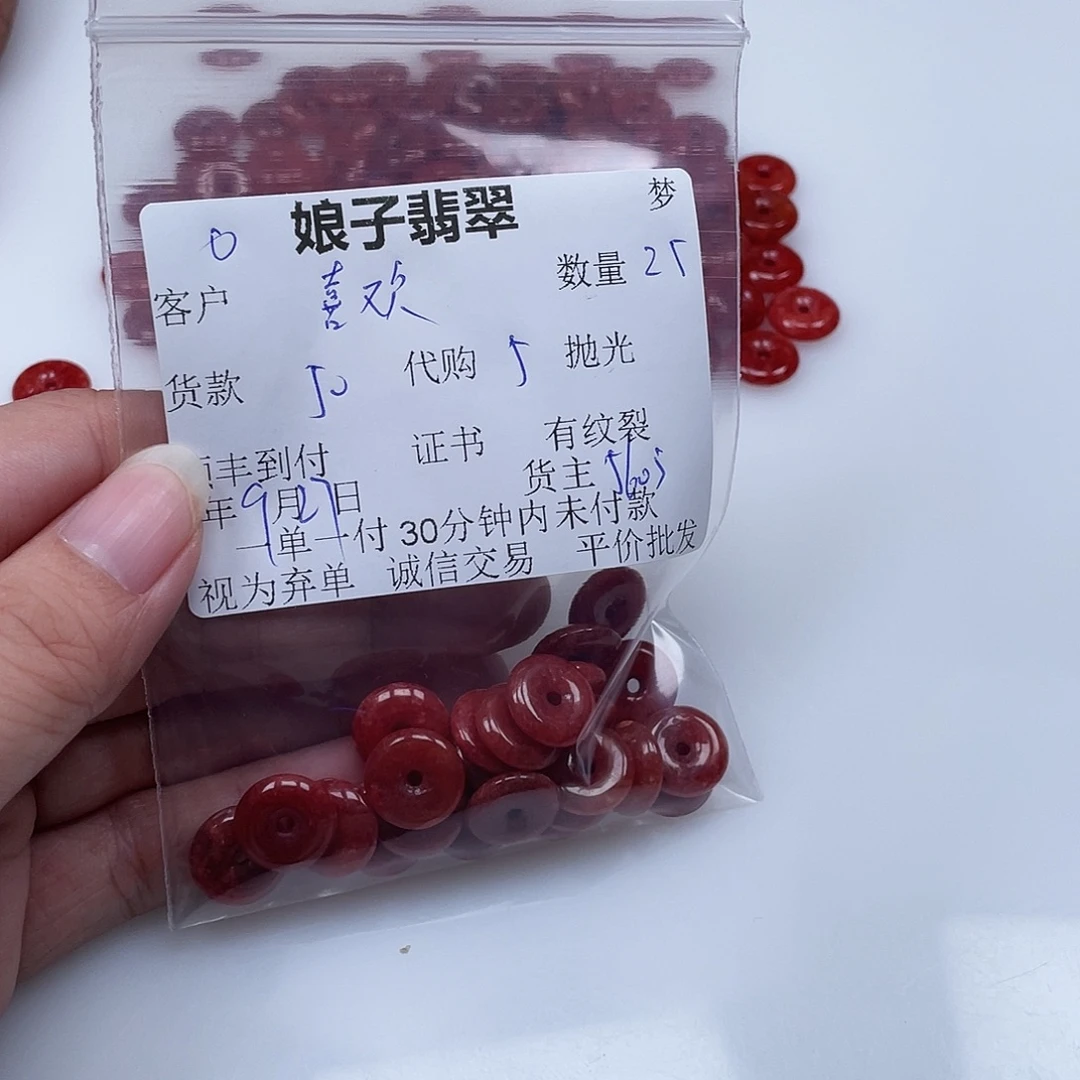 梦
娘子翡翠
客户 喜欢 数量 25
货款 50 代购 5 抛光
顺丰到付 证书 有纹裂
年9月27日 货主
一单一付 30分钟内未付款
视为弃单 诚信交易 平价批发